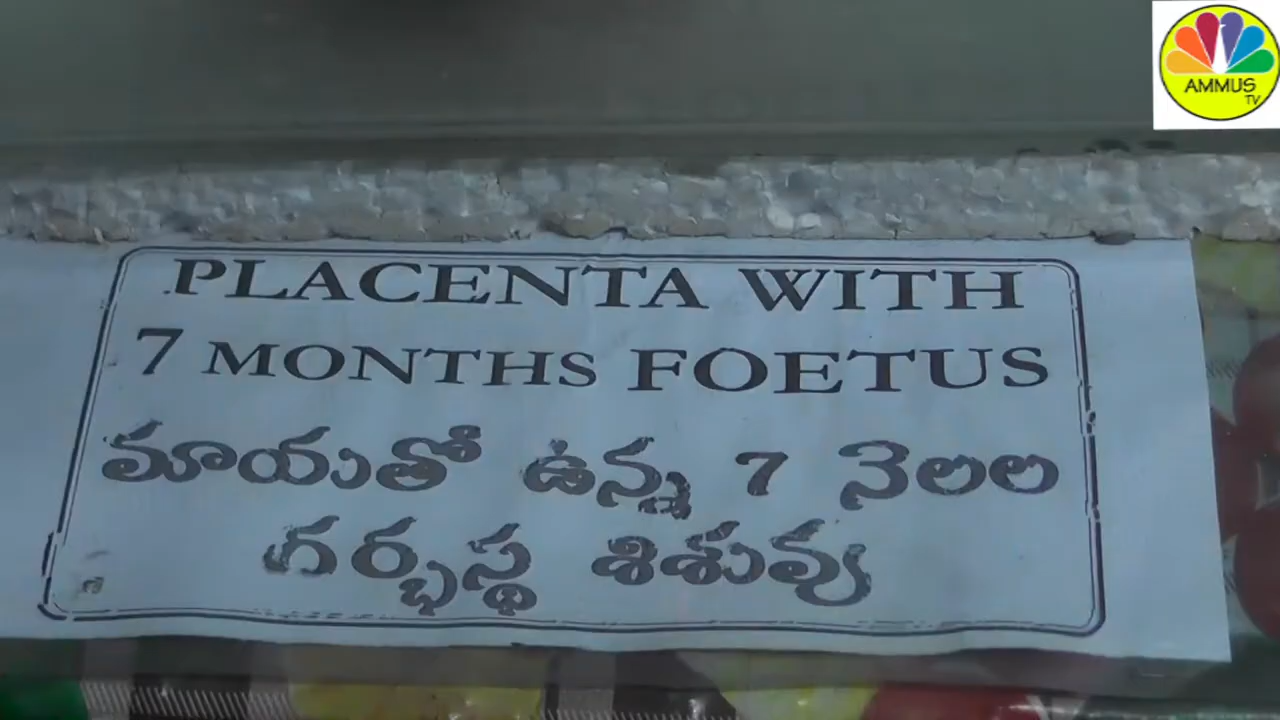 AMMUS
TV
PLACENTA WITH
7 MONTHS FOETUS
మాయతో ఉన్న 7 నెలల
గర్భస్థ శిశువు